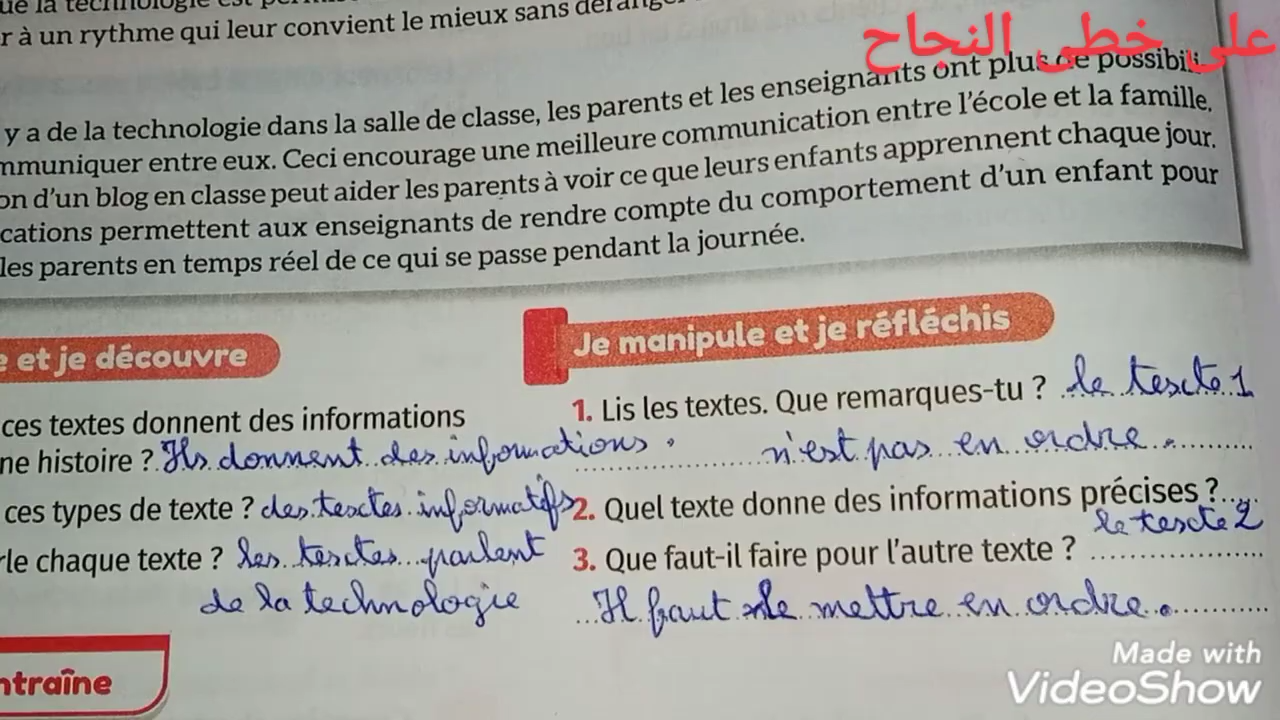 ue la technologie est
r à un rythme qui leur convient le mieux sans
على خطى النجاح
y a de la technologie dans la salle de classe, les parents et les enseignants ont plus de possibili
mmuniquer entre eux. Ceci encourage une meilleure communication entre l'école et la famille.
on d'un blog en classe peut aider les parents à voir ce que leurs enfants apprennent chaque jour.
cations permettent aux enseignants de rendre compte du comportement d'un enfant pour
les parents en temps réel de ce qui se passe pendant la journée.
e et je découvre
ces textes donnent des informations
ne histoire ? Ils donnent des informations.
ces types de texte ? des textes informatifs
rle chaque texte ? les textes parlent
de la technologie
ntraîne
Je manipule et je réfléchis
1. Lis les textes. Que remarques-tu ? le texte 1
n'est pas en ordre.
2. Quel texte donne des informations précises ?
le texte 2
3. Que faut-il faire pour l'autre texte ?
Il faut le mettre en ordre.
Made with
VideoShow